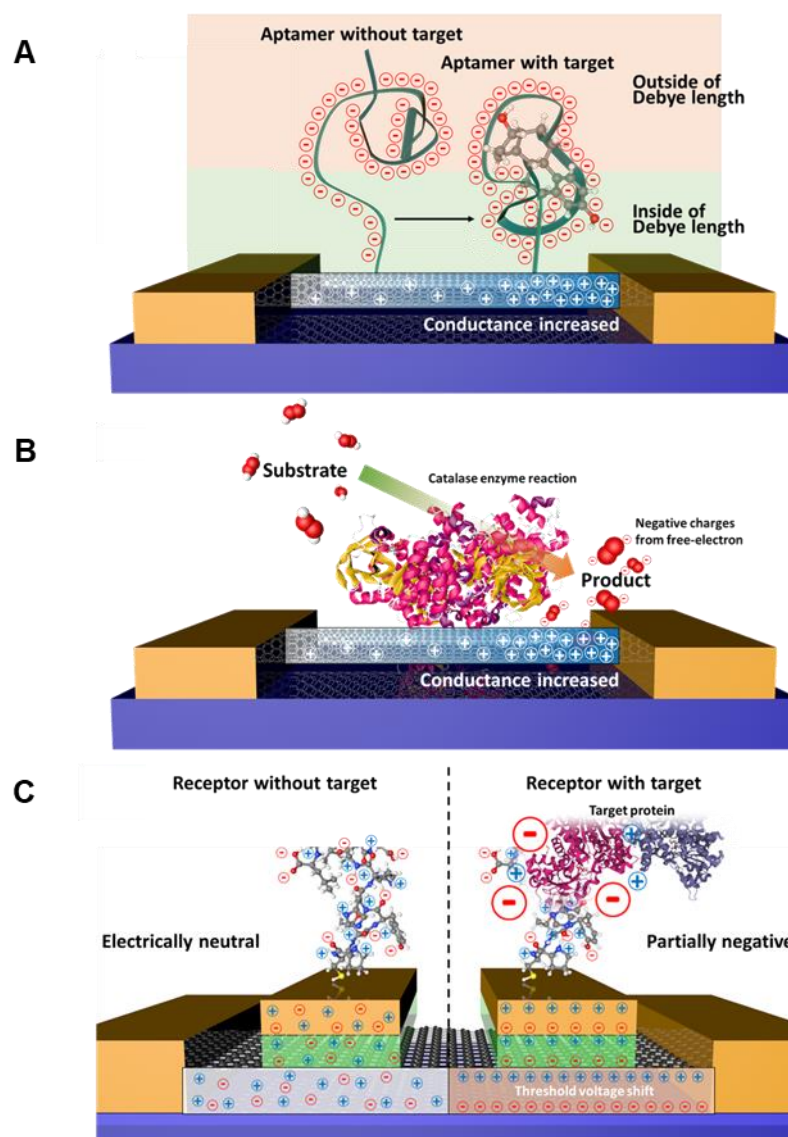 A
Aptamer without target
Aptamer with target
Outside of
Debye length
Inside of
Debye length
Conductance increased
B
Substrate
Catalase enzyme reaction
Negative charges
from free-electron
Product
Conductance increased
C
Receptor without target
Receptor with target
Target protein
Electrically neutral
Partially negative
Threshold voltage shift